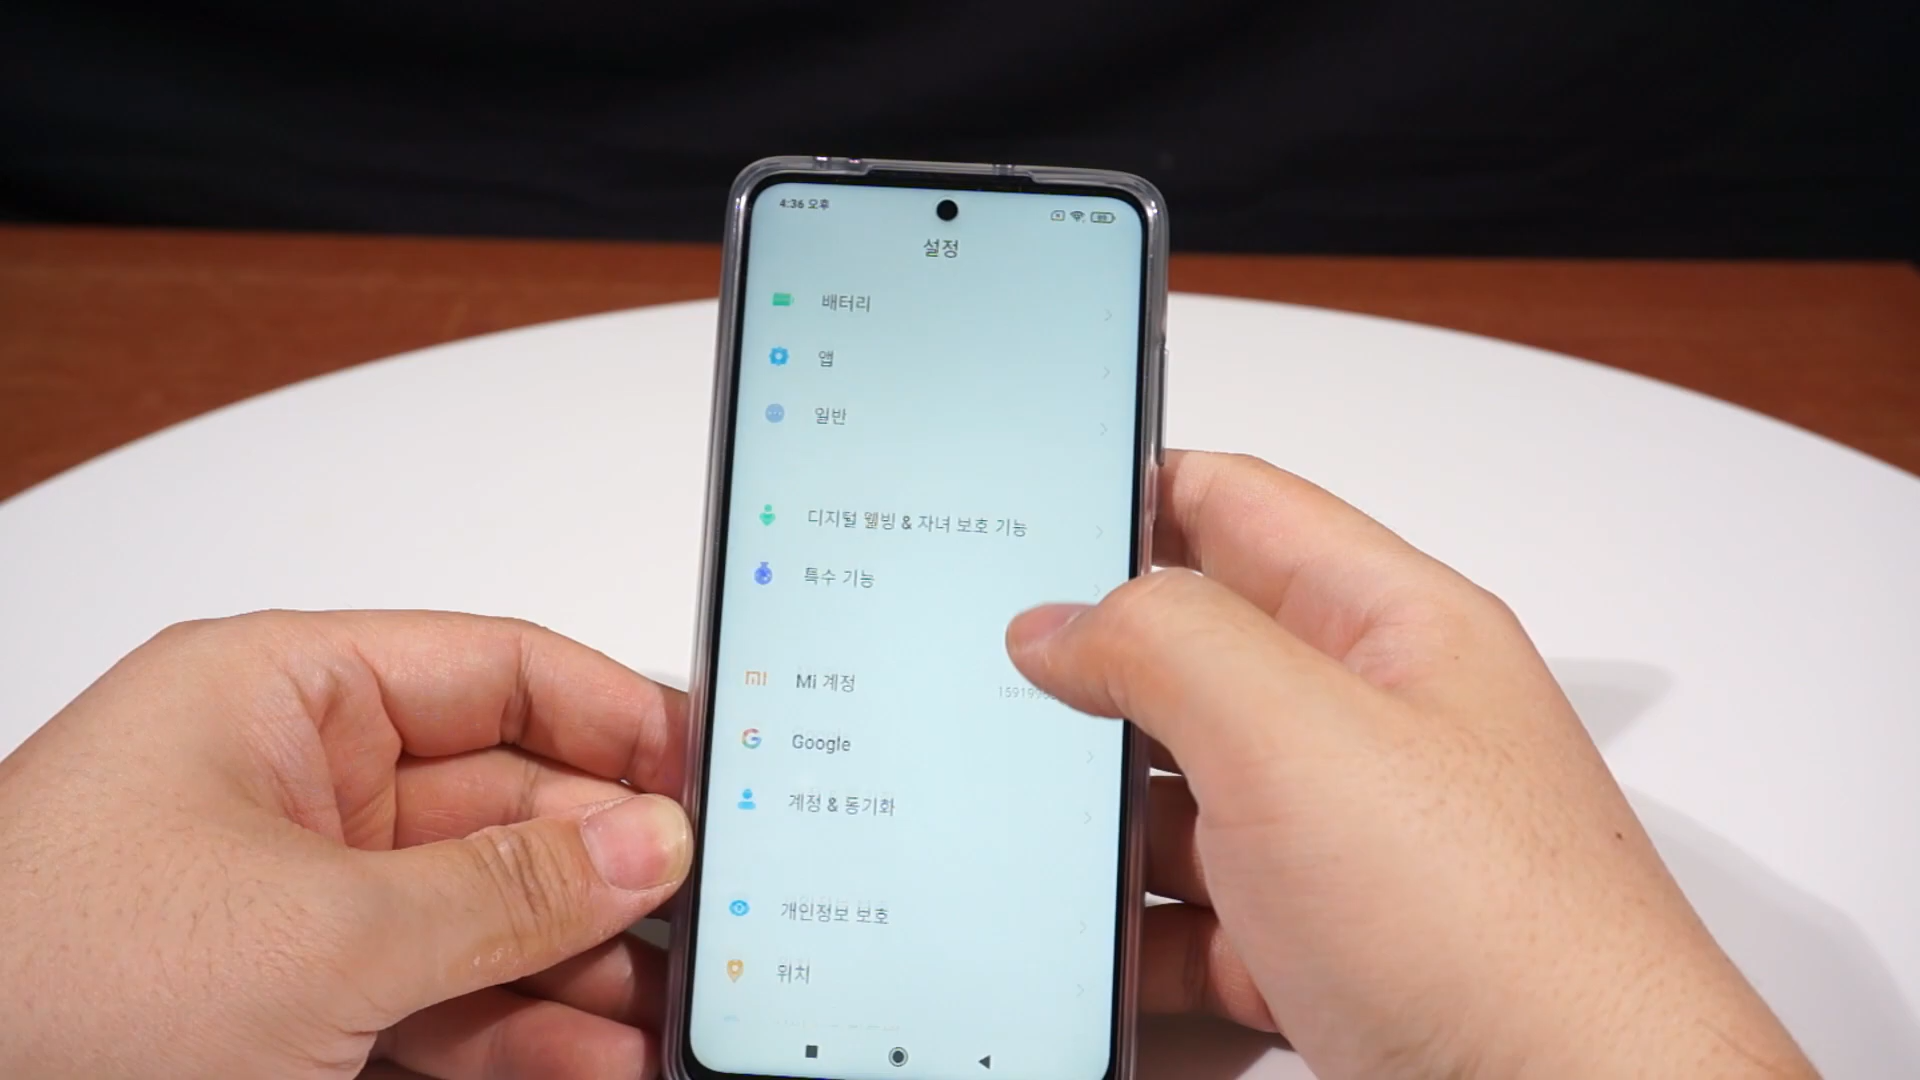 4:36 오후
설정
배터리
앱
일반
디지털 웰빙 & 자녀 보호 기능
특수 기능
Mi 계정
Google
계정 & 동기화
개인정보 보호
위치